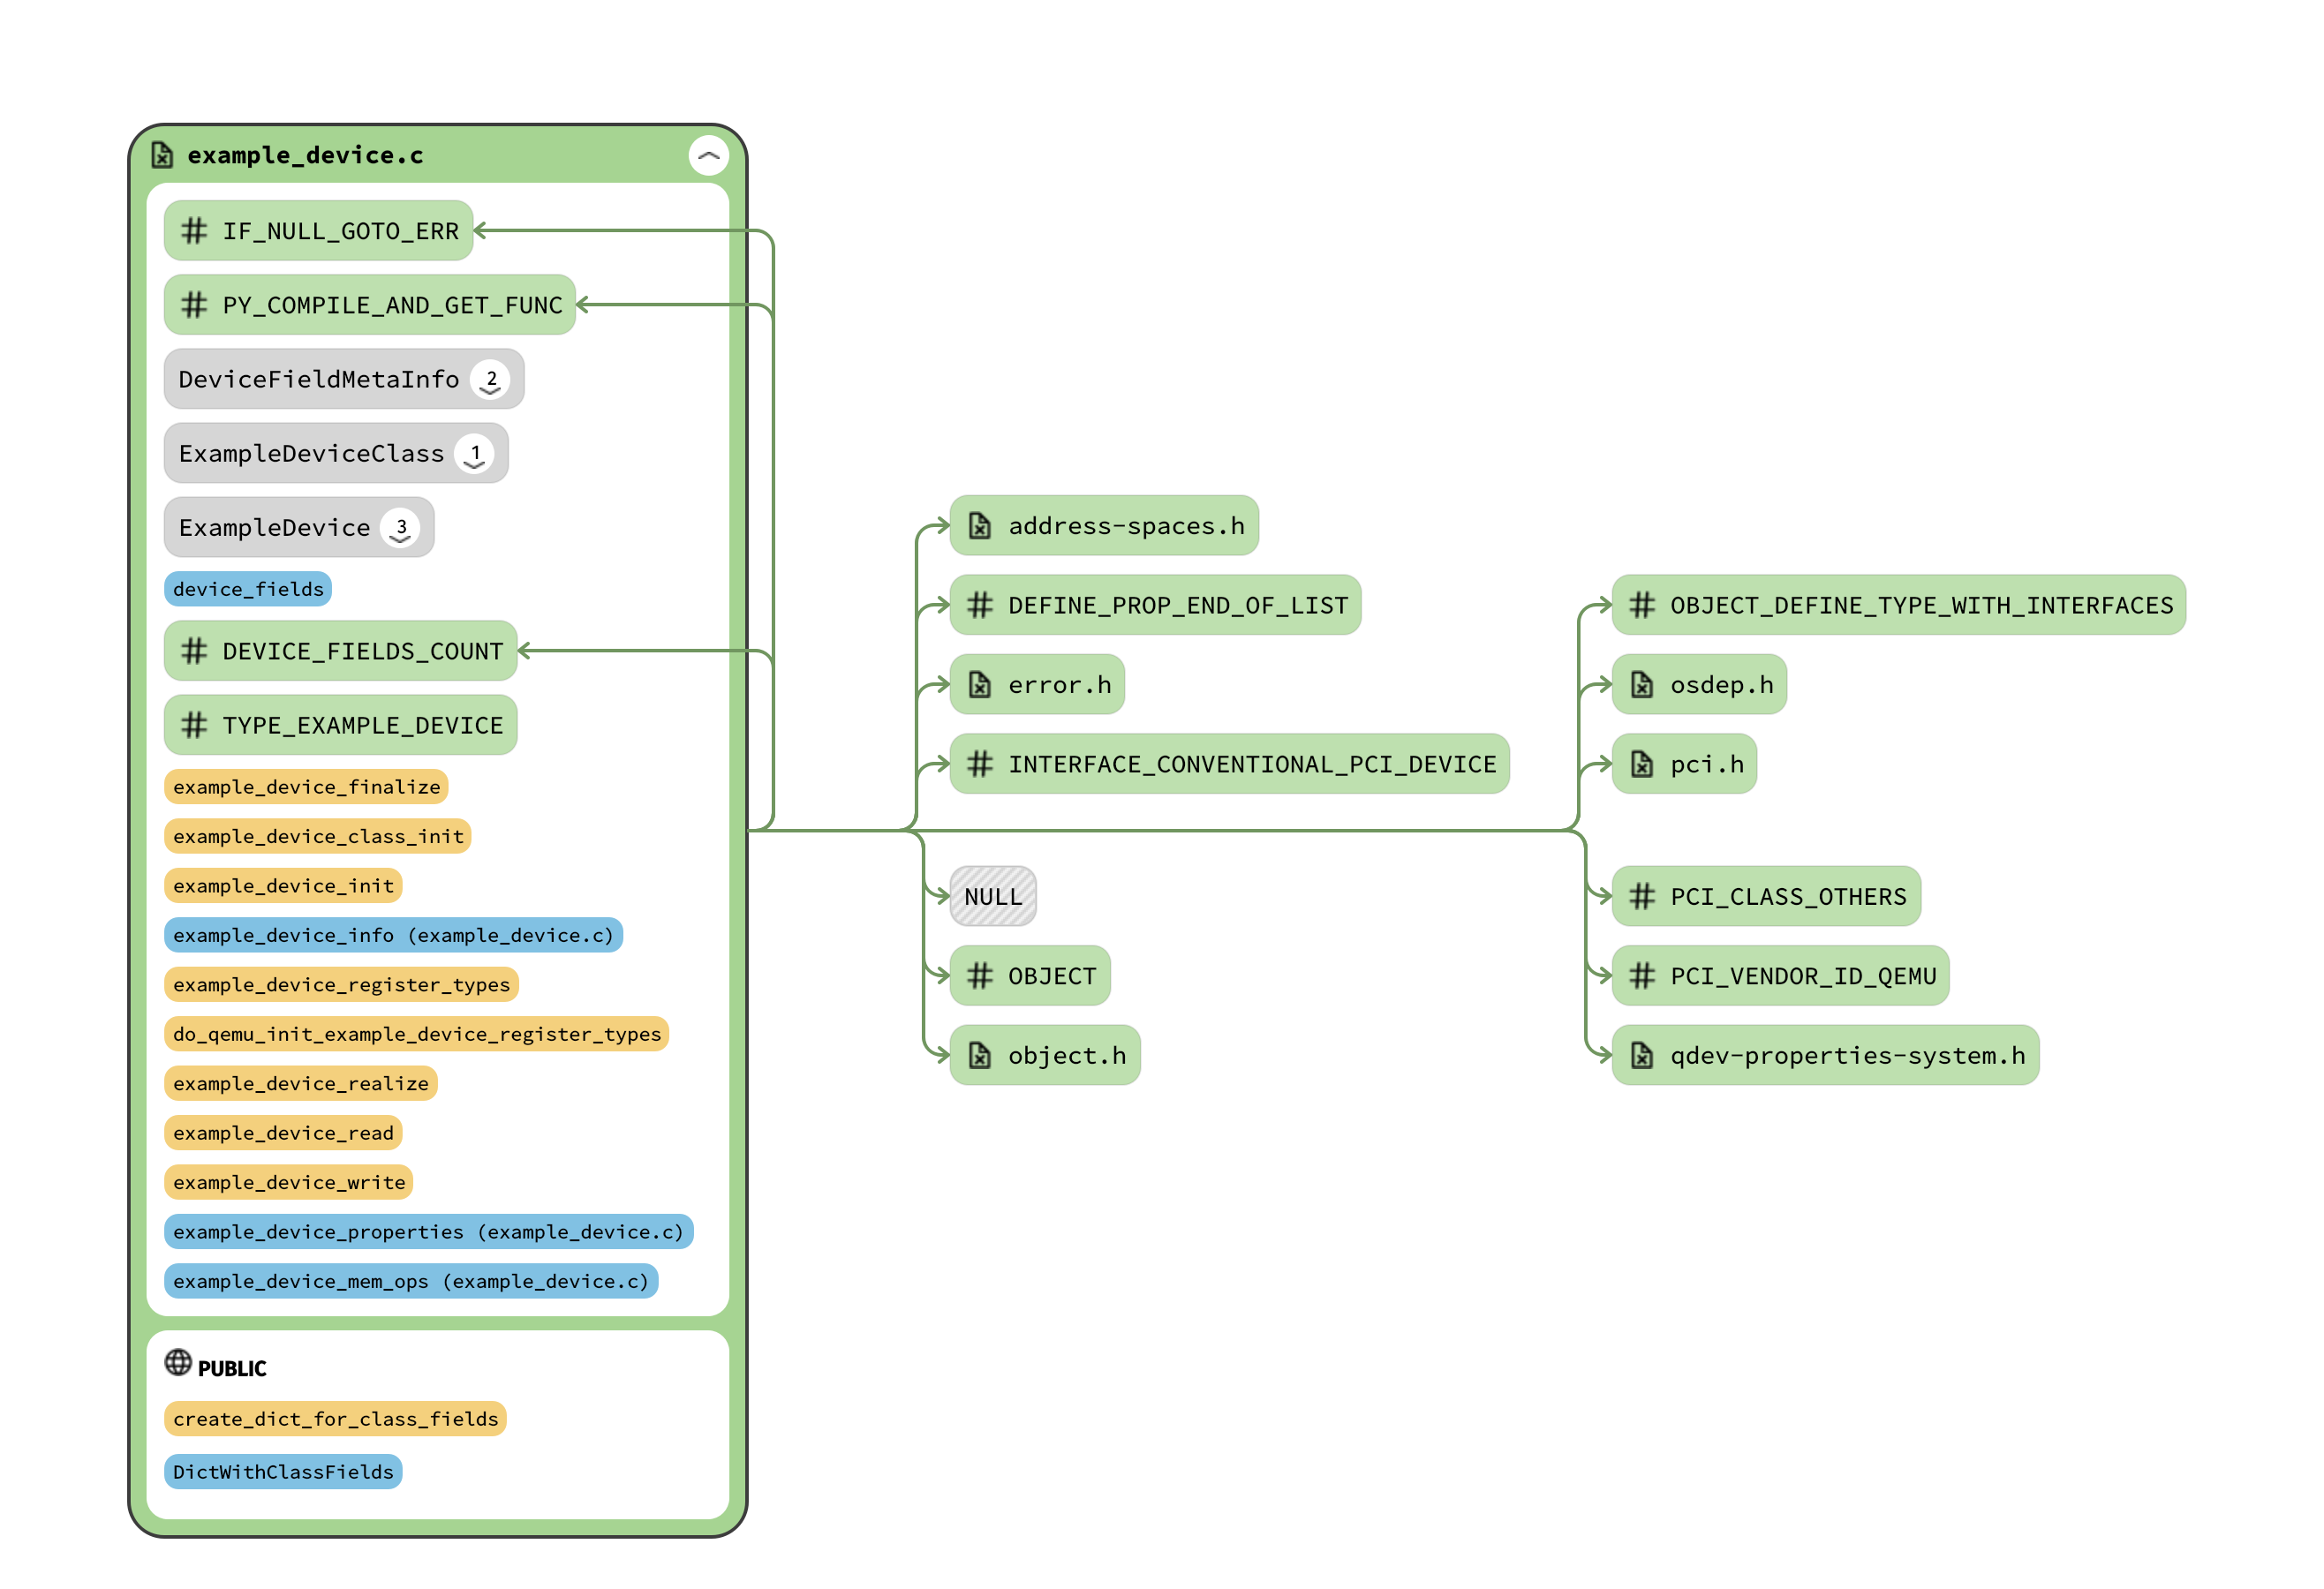 example_device.c
# IF_NULL_GOTO_ERR
# PY_COMPILE_AND_GET_FUNC
DeviceFieldMetaInfo 2
ExampleDeviceClass 1
ExampleDevice 3
device_fields
# DEVICE_FIELDS_COUNT
# TYPE_EXAMPLE_DEVICE
example_device_finalize
example_device_class_init
example_device_init
example_device_info (example_device.c)
example_device_register_types
do_qemu_init_example_device_register_types
example_device_realize
example_device_read
example_device_write
example_device_properties (example_device.c)
example_device_mem_ops (example_device.c)
PUBLIC
create_dict_for_class_fields
DictWithClassFields
address-spaces.h
# DEFINE_PROP_END_OF_LIST
error.h
# INTERFACE_CONVENTIONAL_PCI_DEVICE
NULL
# OBJECT
object.h
# OBJECT_DEFINE_TYPE_WITH_INTERFACES
osdep.h
pci.h
# PCI_CLASS_OTHERS
# PCI_VENDOR_ID_QEMU
qdev-properties-system.h